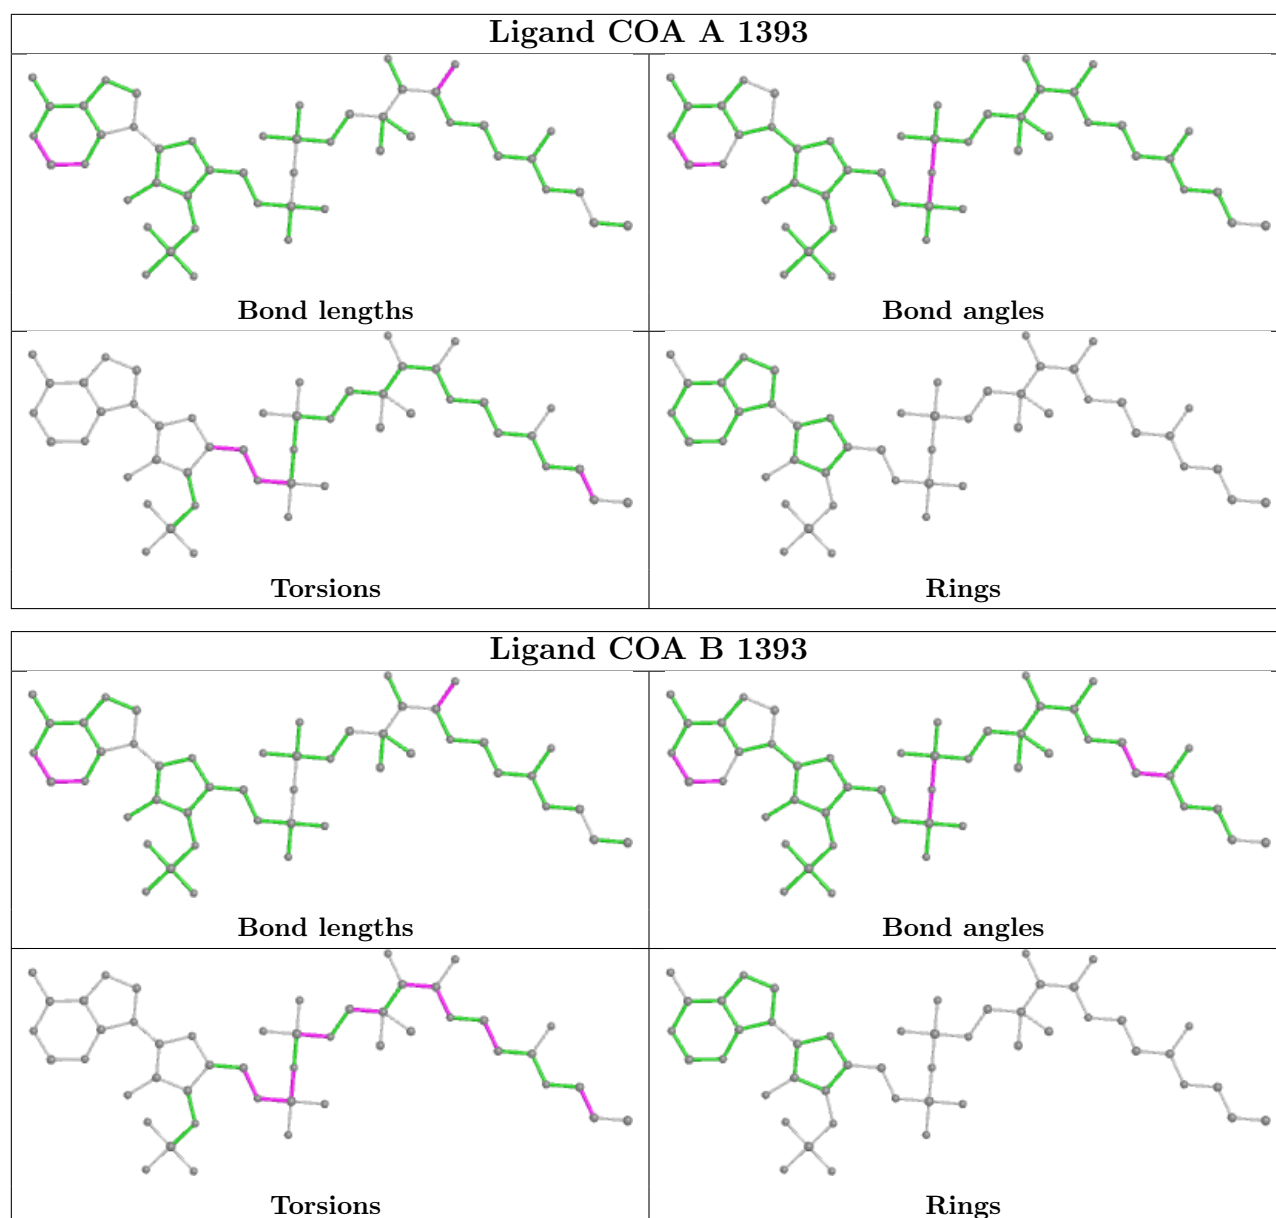 Ligand COA A 1393
Bond lengths
Bond angles
Torsions
Rings
Ligand COA B 1393
Bond lengths
Bond angles
Torsions
Rings